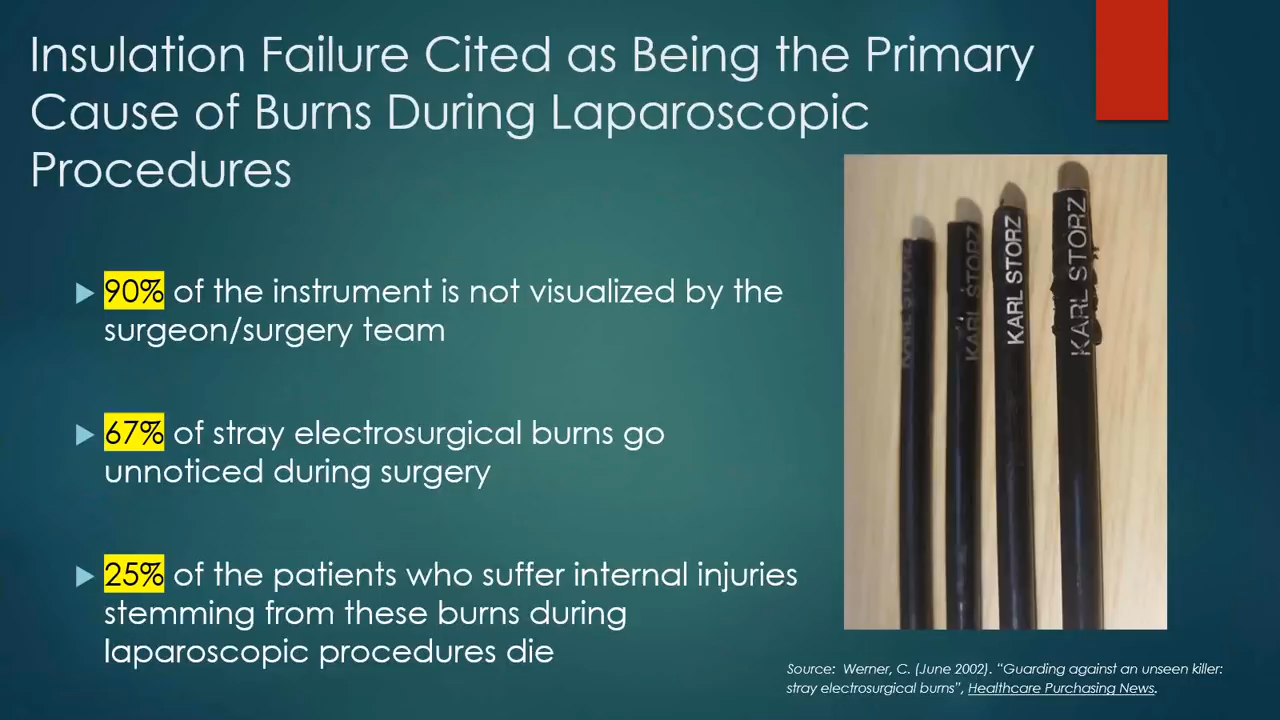 Insulation Failure Cited as Being the Primary
Cause of Burns During Laparoscopic
Procedures
90% of the instrument is not visualized by the
surgeon/surgery team
67% of stray electrosurgical burns go
unnoticed during surgery
25% of the patients who suffer internal injuries
stemming from these burns during
laparoscopic procedures die
KARL STORZ
KARL STORZ
KARL STORZ
KARL STORZ
Source: Werner, C. (June 2002). “Guarding against an unseen killer:
stray electrosurgical burns”, Healthcare Purchasing News.